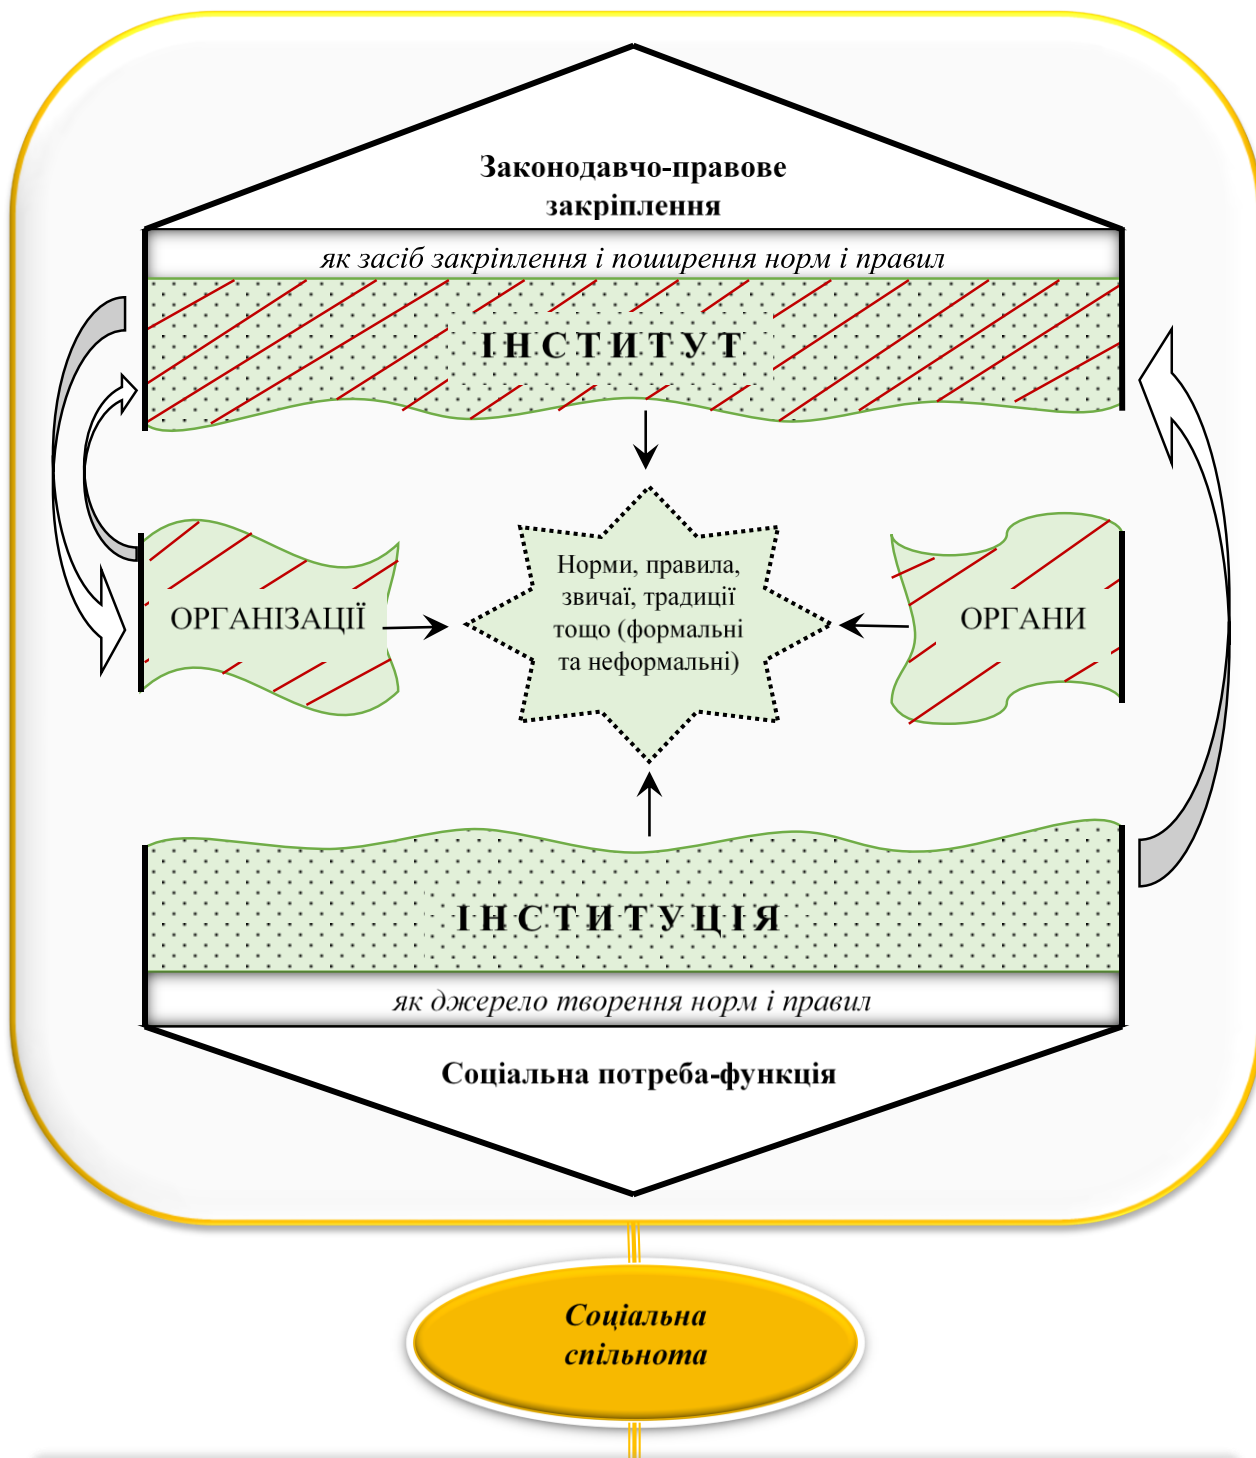 Законодавчо-правове
закріплення
як засіб закріплення і поширення норм і правил
ІНСТИТУТ
ОРГАНІЗАЦІЇ
Норми, правила,
звичаї, традиції
тощо (формальні
та неформальні)
ОРГАНИ
ІНСТИТУЦІЯ
як джерело творення норм і правил
Соціальна потреба-функція
Соціальна
спільнота